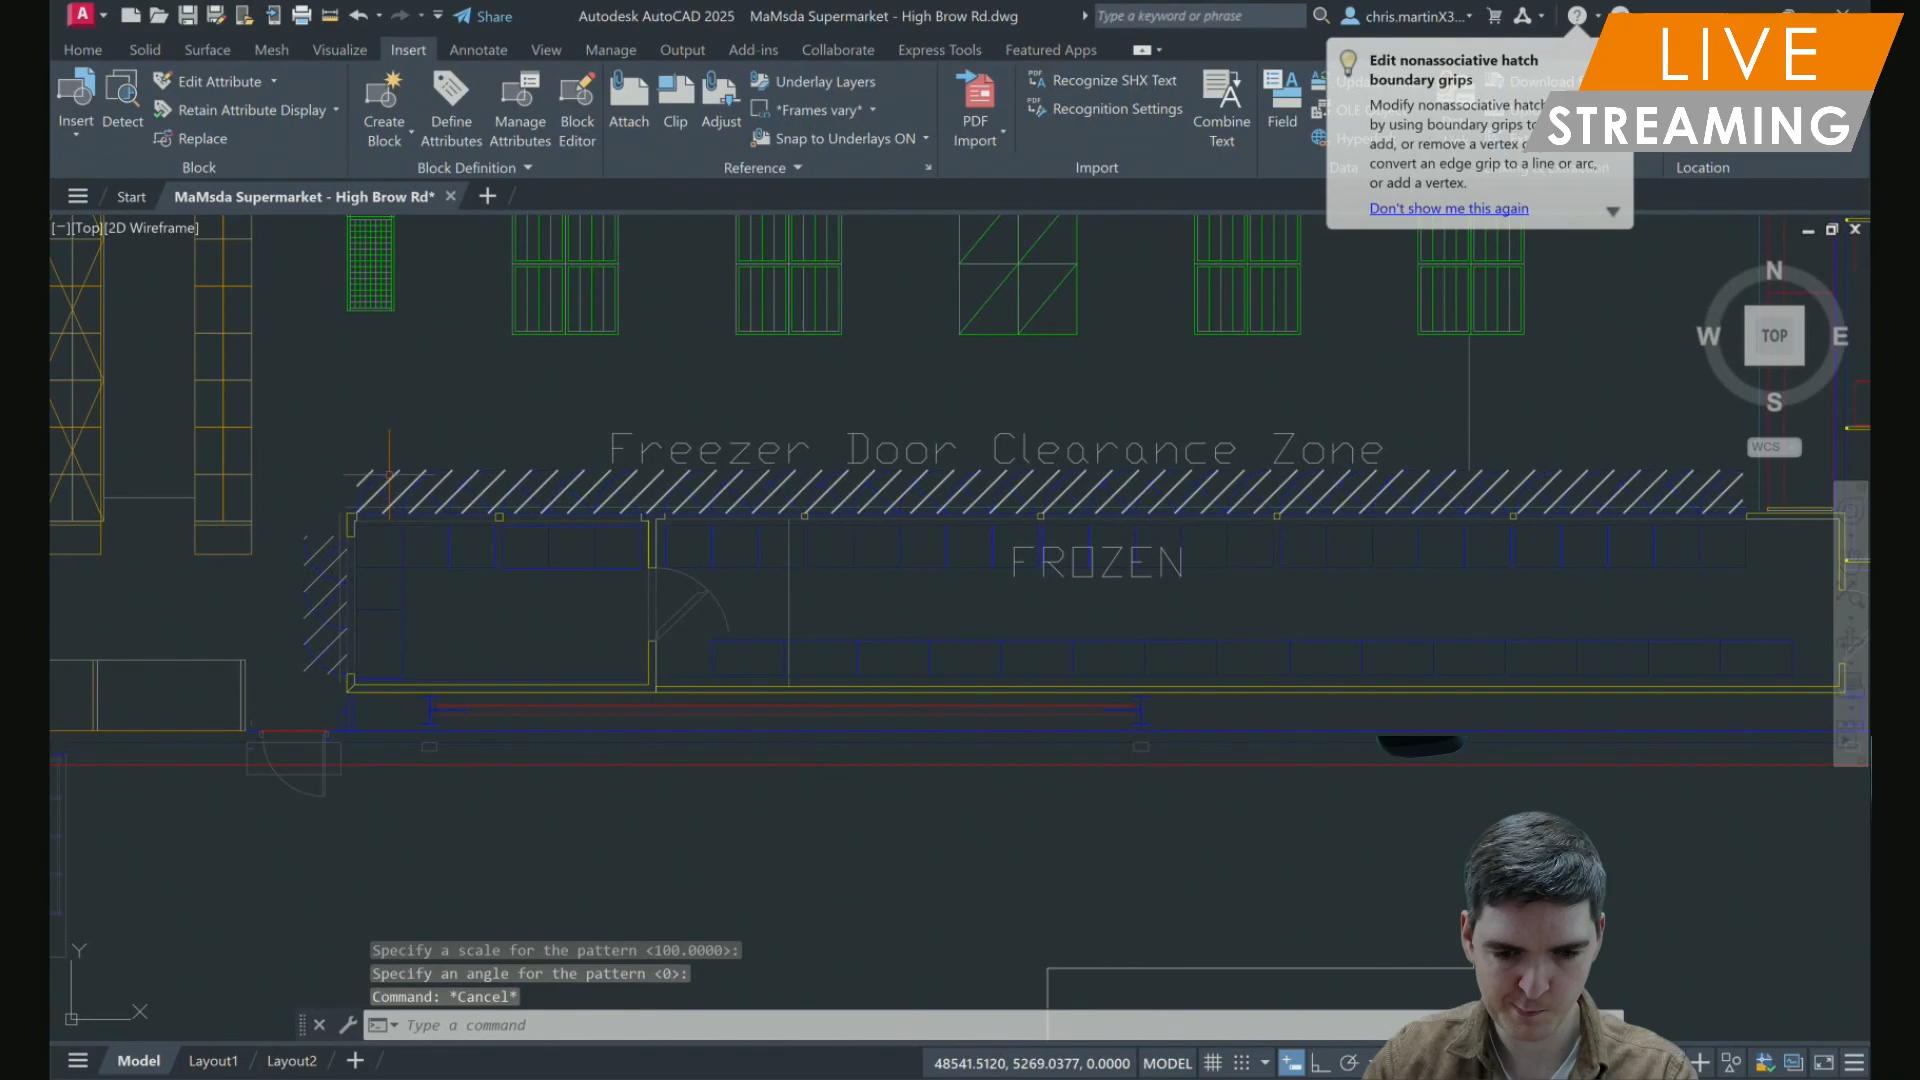 Share
Autodesk AutoCAD 2025 MaMsda Supermarket - High Brow Rd.dwg
Type a keyword or phrase
chris.martinX3...
LIVE
STREAMING
Home Solid Surface Mesh Visualize Insert Annotate View Manage Output Add-ins Collaborate Express Tools Featured Apps
Insert
Detect
Edit Attribute
Retain Attribute Display
Replace
Block
Create Block
Define Attributes
Manage Attributes
Block Editor
Block Definition
Attach
Clip
Adjust
Underlay Layers
*Frames vary*
Snap to Underlays ON
Reference
PDF Import
Recognize SHX Text
Recognition Settings
Combine Text
Import
Field
Data
Location
Edit nonassociative hatch
boundary grips
Modify nonassociative hatch
by using boundary grips to
add, or remove a vertex
convert an edge grip to a line or arc,
or add a vertex.
Don't show me this again
Start MaMsda Supermarket - High Brow Rd*
[−][Top][2D Wireframe]
N
W TOP E
S
WCS
Freezer Door Clearance Zone
FROZEN
Y
X
Specify a scale for the pattern <100.0000>:
Specify an angle for the pattern <0>:
Command: *Cancel*
Type a command
Model Layout1 Layout2
48541.5120, 5269.0377, 0.0000 MODEL